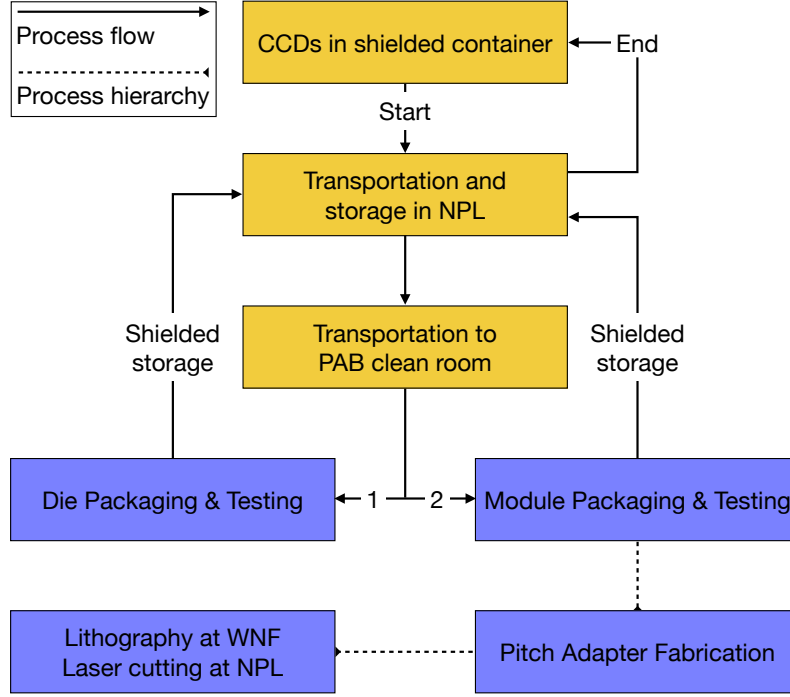 Process flow
Process hierarchy
CCDs in shielded container
End
Start
Transportation and
storage in NPL
Shielded
storage
Transportation to
PAB clean room
Shielded
storage
Die Packaging & Testing
1
2
Module Packaging & Testing
Lithography at WNF
Laser cutting at NPL
Pitch Adapter Fabrication